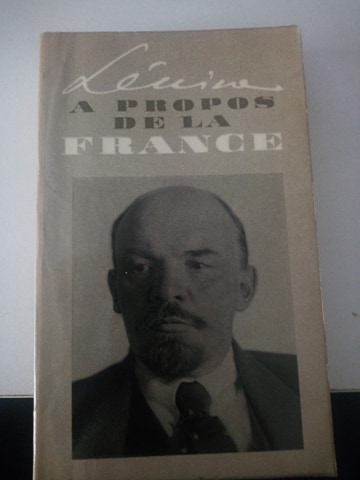 Lénine
A PROPOS
DE LA
FRANCE